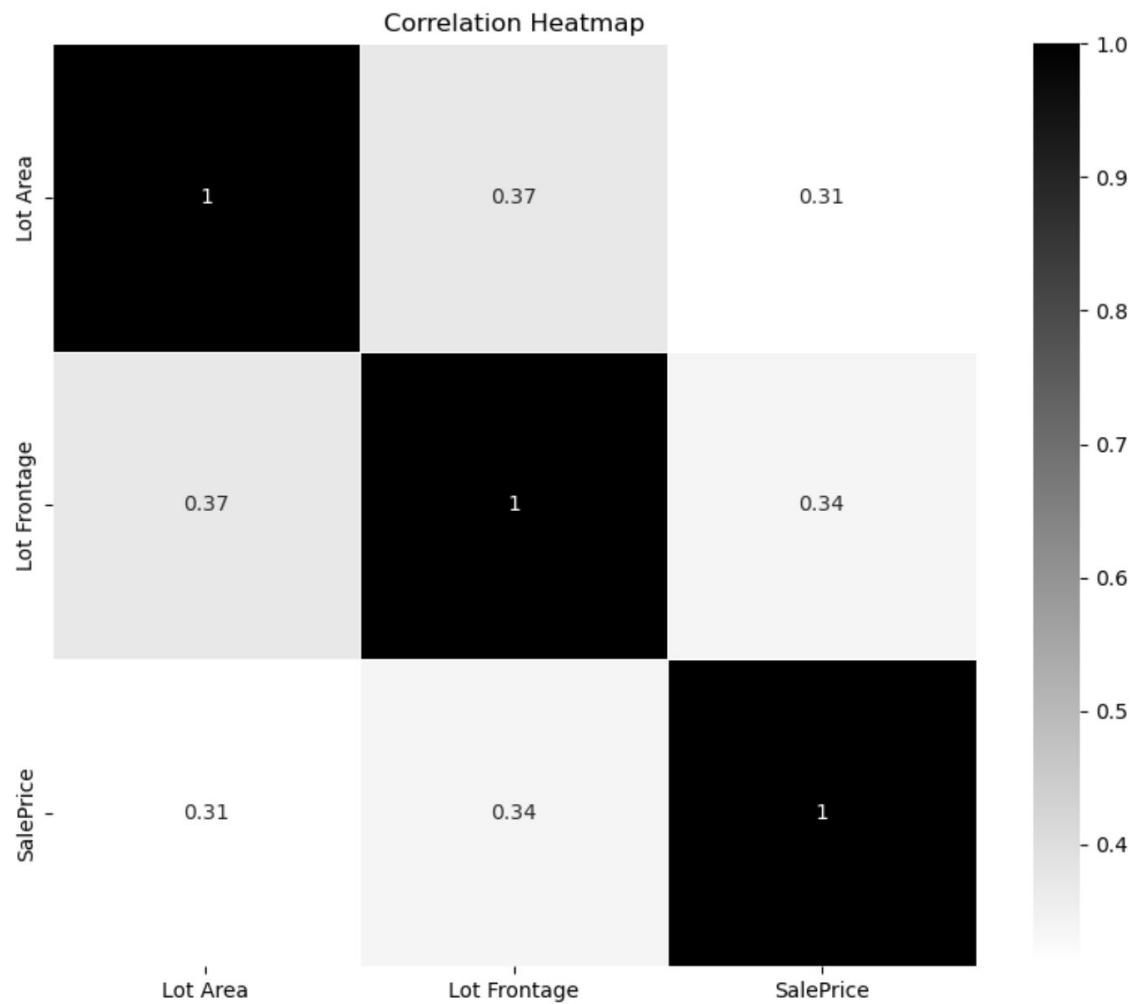 Correlation Heatmap
1.0
0.9
0.8
0.7
0.6
0.5
0.4
Lot Area
1 0.37 0.31
Lot Frontage
0.37 1 0.34
SalePrice
0.31 0.34 1
Lot Area Lot Frontage SalePrice